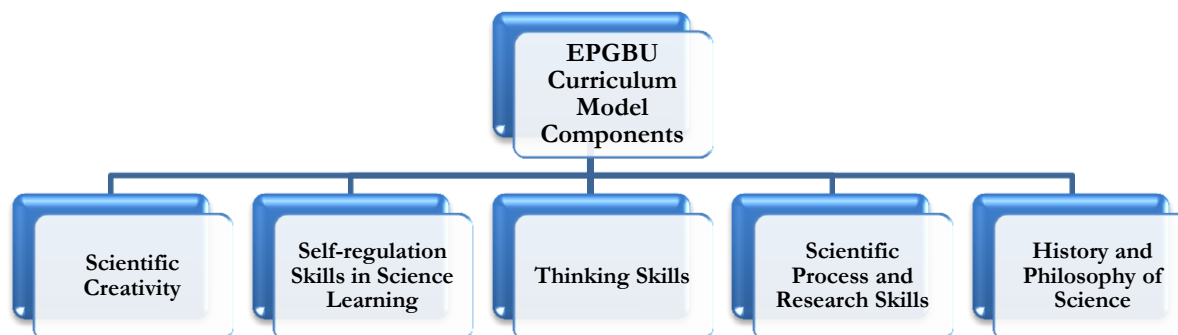 EPGBU
Curriculum
Model
Components
Scientific
Creativity
Self-regulation
Skills in Science
Learning
Thinking Skills
Scientific
Process and
Research Skills
History and
Philosophy of
Science